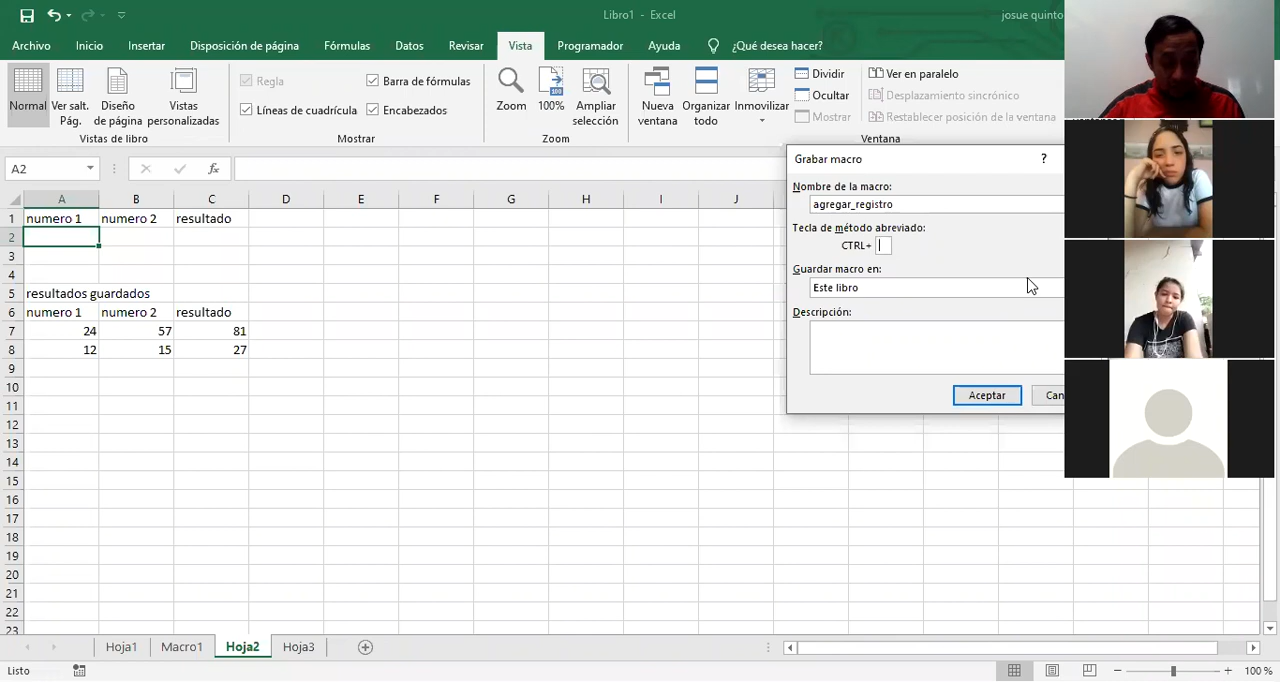 Libro1 - Excel
josue quinto
Archivo Inicio Insertar Disposición de página Fórmulas Datos Revisar Vista Programador Ayuda ¿Qué desea hacer?
Normal
Ver salt. Pág.
Diseño de página
Vistas personalizadas
Vistas de libro
Regla
Barra de fórmulas
Líneas de cuadrícula
Encabezados
Mostrar
Zoom
100%
Ampliar selección
Zoom
Nueva ventana
Organizar todo
Inmovilizar
Dividir
Ocultar
Mostrar
Ver en paralelo
Desplazamiento sincrónico
Restablecer posición de la ventana
Ventana
A2
fx
A B C D E F G H I J
1 numero 1 numero 2 resultado
2
3
4
5 resultados guardados
6 numero 1 numero 2 resultado
7 24 57 81
8 12 15 27
9
10
11
12
13
14
15
16
17
18
19
20
21
22
23
Grabar macro
?
Nombre de la macro:
agregar_registro
Tecla de método abreviado:
CTRL+
Guardar macro en:
Este libro
Descripción:
Aceptar
Can
Hoja1 Macro1 Hoja2 Hoja3
Listo
100 %